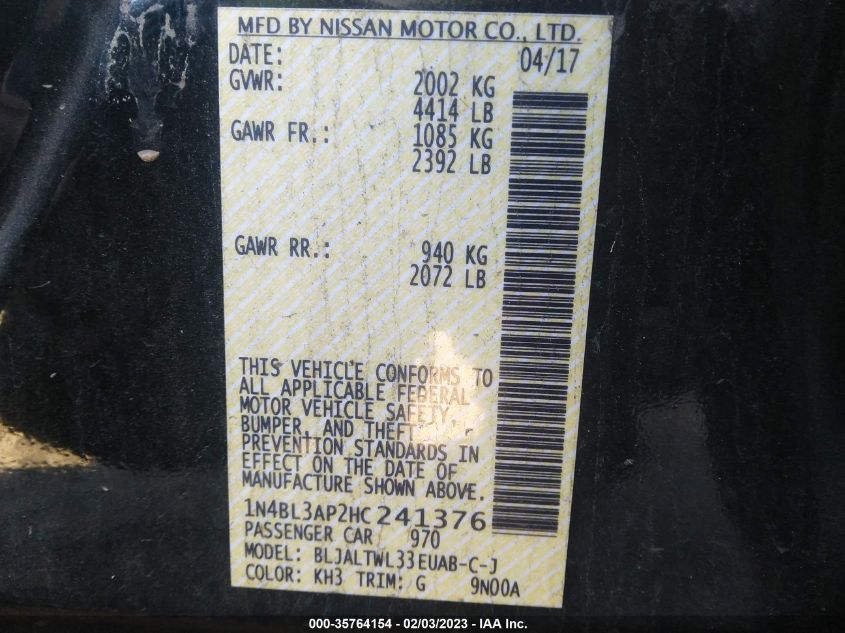 MFD BY NISSAN MOTOR CO., LTD.
DATE: 04/17
GVWR: 2002 KG
4414 LB
GAWR FR.: 1085 KG
2392 LB
GAWR RR.: 940 KG
2072 LB
THIS VEHICLE CONFORMS TO
ALL APPLICABLE FEDERAL
MOTOR VEHICLE SAFETY,
BUMPER, AND THEFT
PREVENTION STANDARDS IN
EFFECT ON THE DATE OF
MANUFACTURE SHOWN ABOVE.
1N4BL3AP2HC241376
PASSENGER CAR 970
MODEL: BLJALTWL33EUAB-C-J
COLOR: KH3 TRIM: G 9N00A
000-35764154 — 02/03/2023 — IAA Inc.